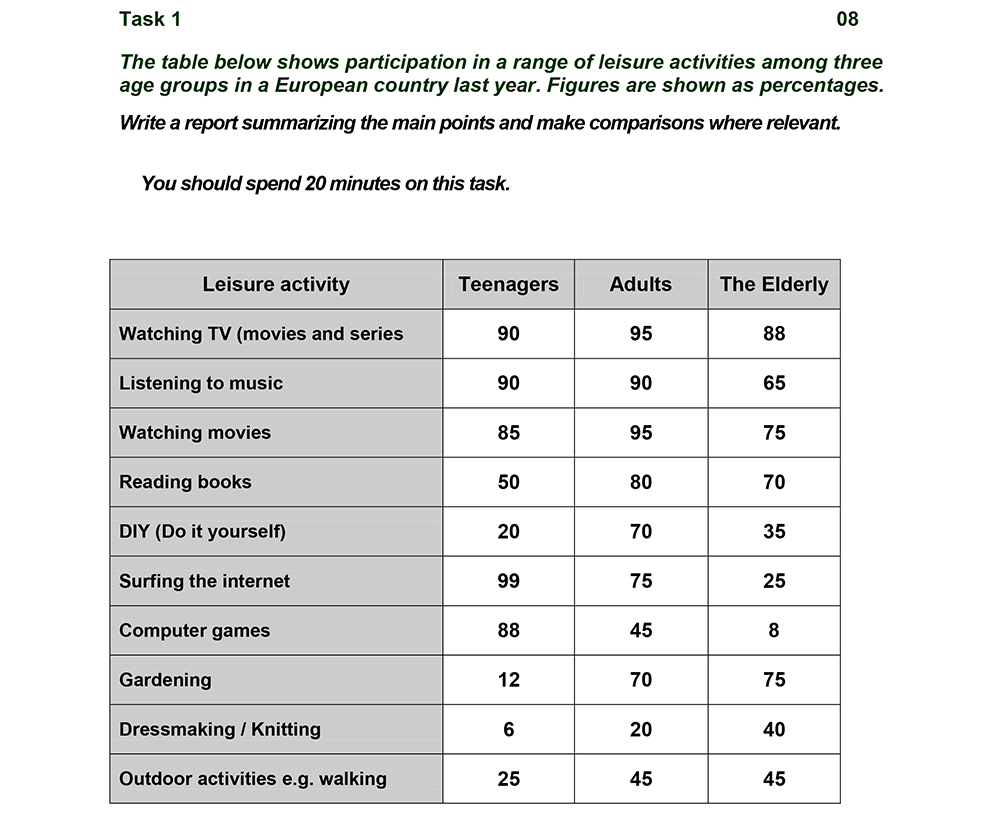 Task 1 08
The table below shows participation in a range of leisure activities among three
age groups in a European country last year. Figures are shown as percentages.
Write a report summarizing the main points and make comparisons where relevant.
You should spend 20 minutes on this task.
Leisure activity Teenagers Adults The Elderly
Watching TV (movies and series 90 95 88
Listening to music 90 90 65
Watching movies 85 95 75
Reading books 50 80 70
DIY (Do it yourself) 20 70 35
Surfing the internet 99 75 25
Computer games 88 45 8
Gardening 12 70 75
Dressmaking / Knitting 6 20 40
Outdoor activities e.g. walking 25 45 45